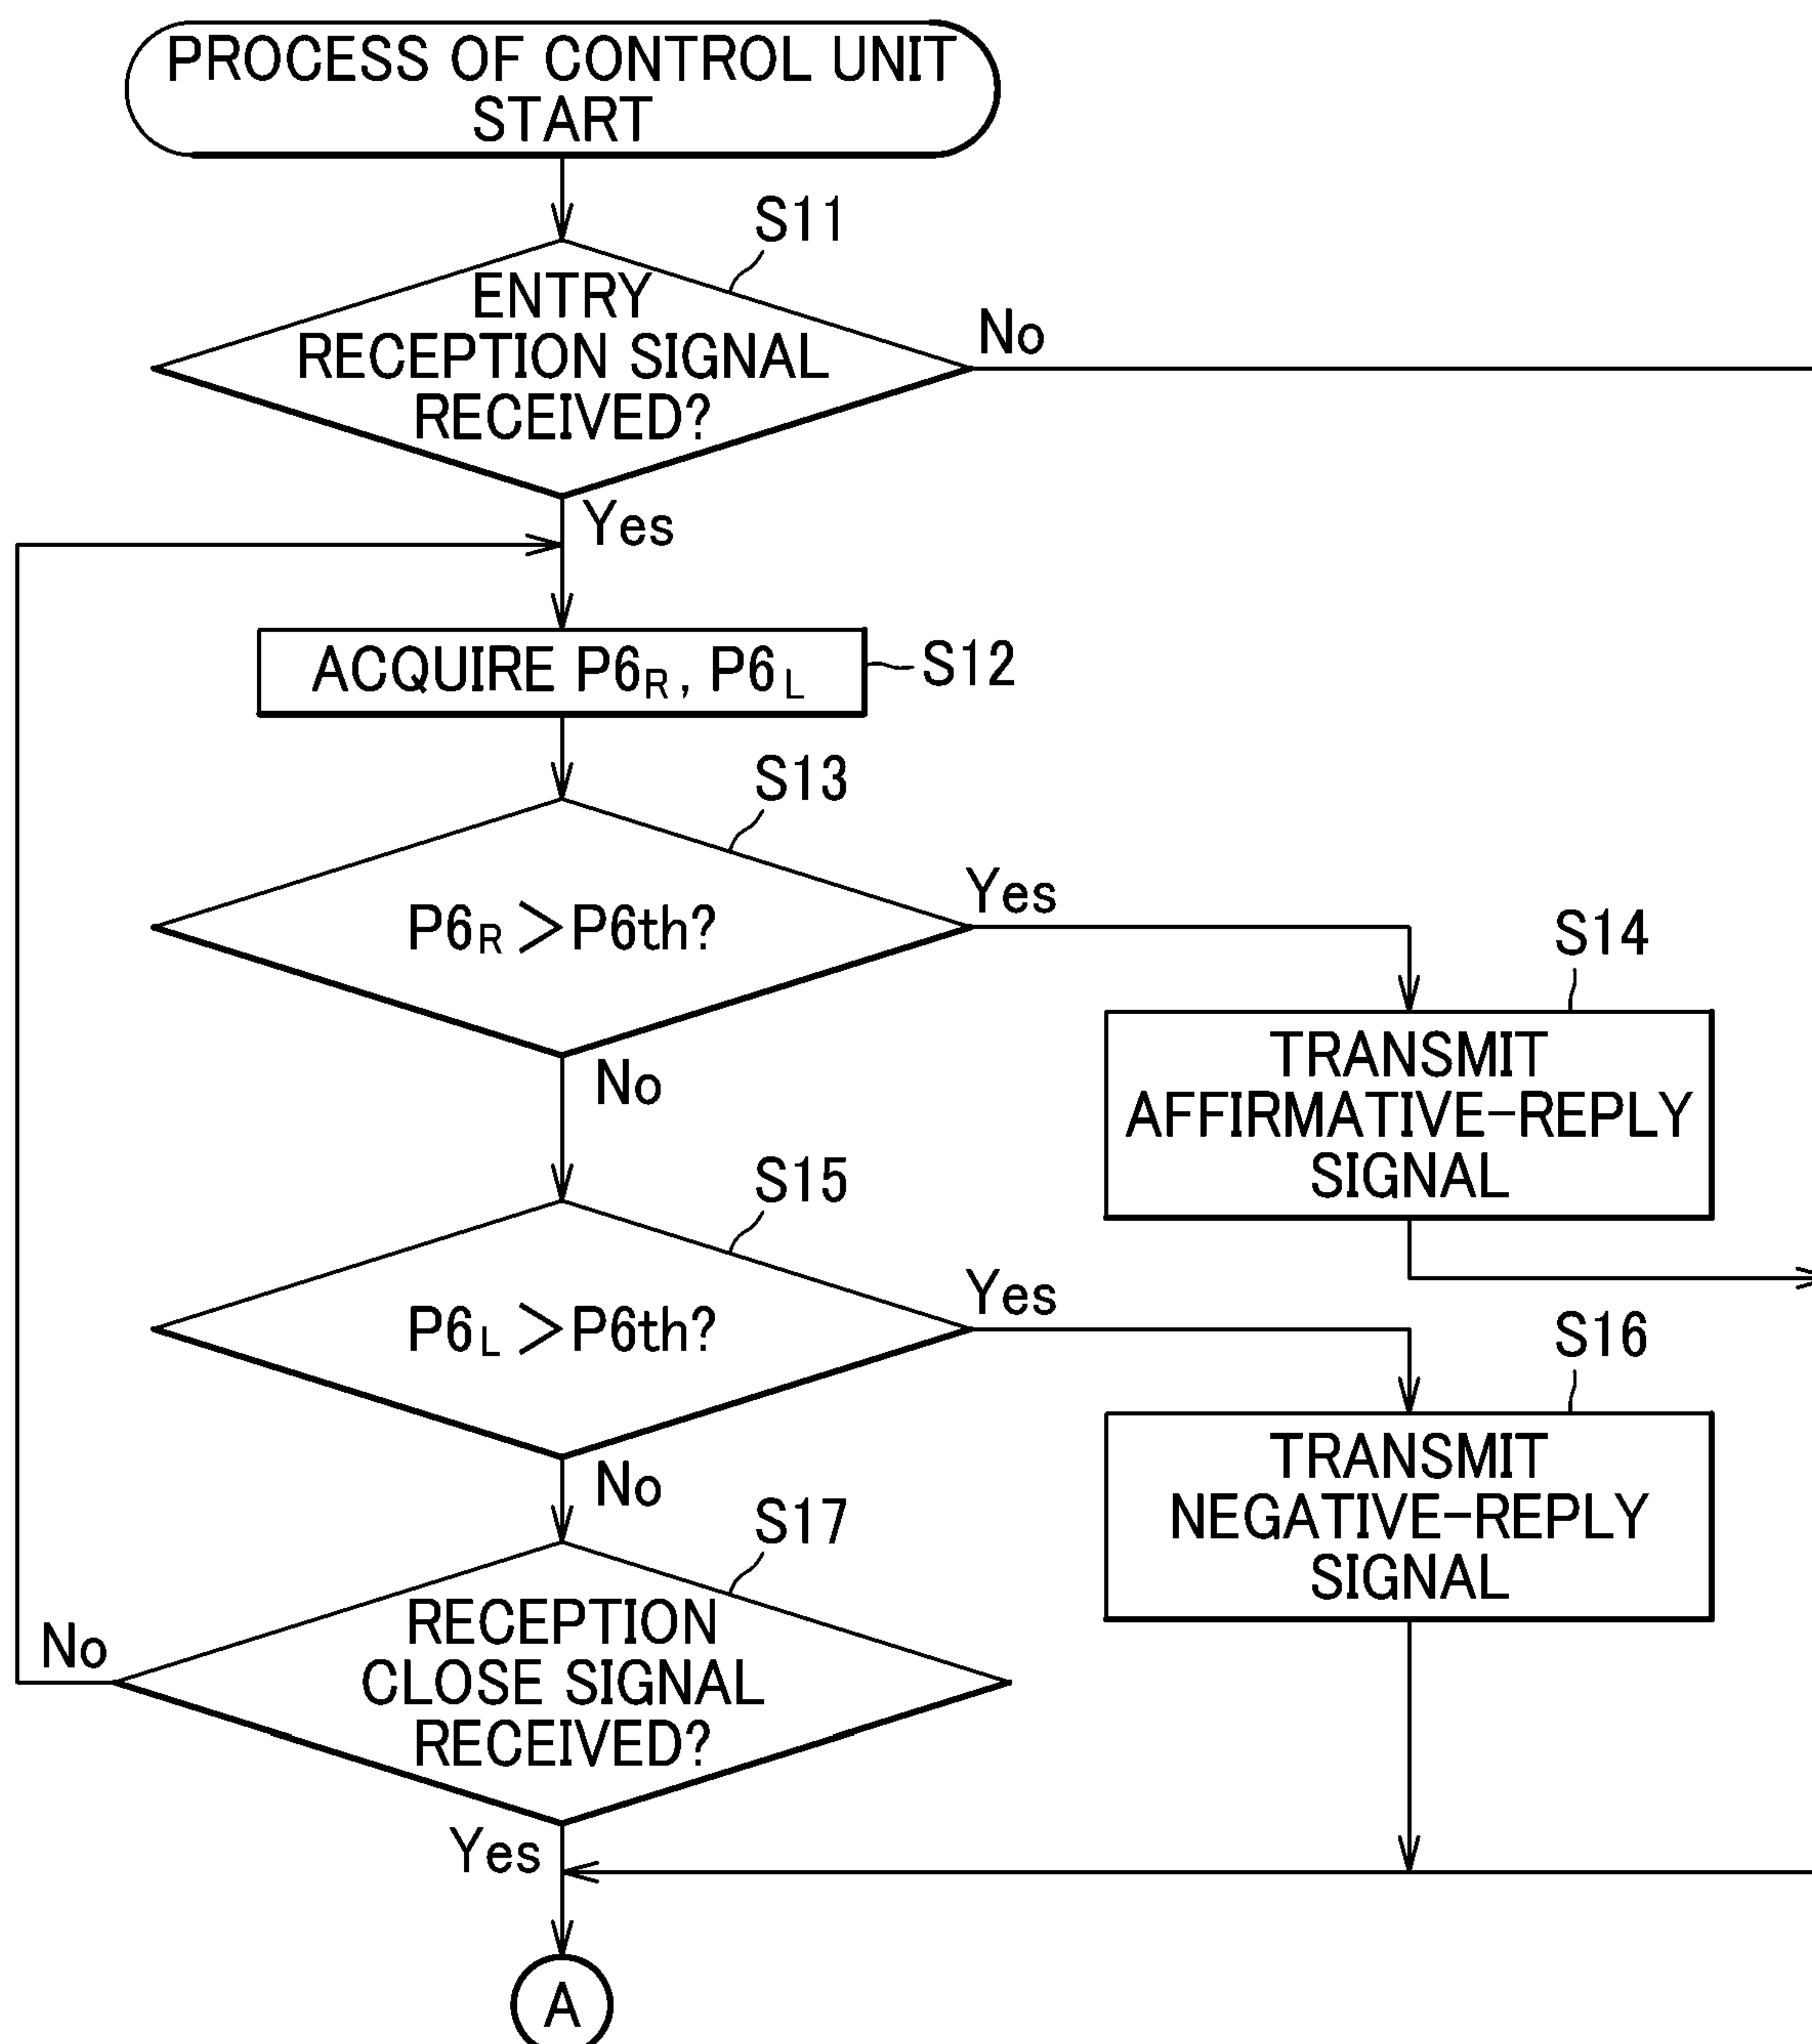 PROCESS OF CONTROL UNIT
START
S11
ENTRY
RECEPTION SIGNAL
RECEIVED?
No
Yes
ACQUIRE P6R, P6L
S12
S13
P6R >P6th?
Yes
No
S14
TRANSMIT
AFFIRMATIVE-REPLY
SIGNAL
S15
P6L >P6th?
Yes
No
S16
TRANSMIT
NEGATIVE-REPLY
SIGNAL
S17
RECEPTION
CLOSE SIGNAL
RECEIVED?
No
Yes
A